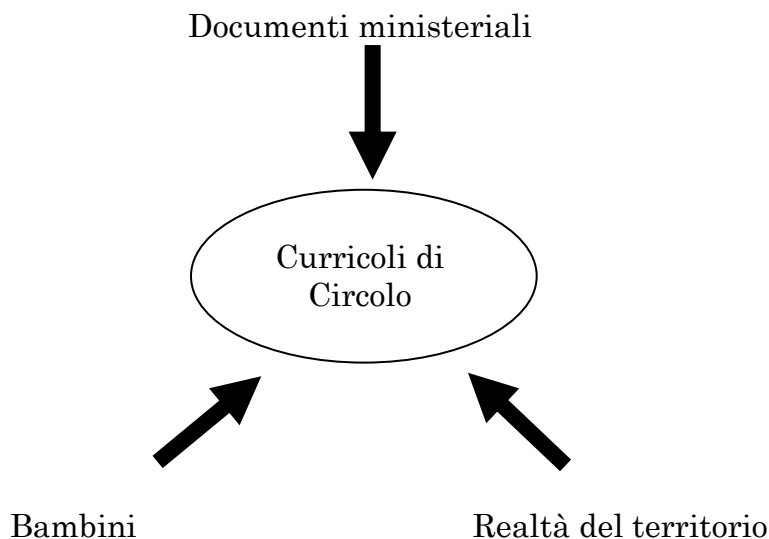 Documenti ministeriali
Curricoli di
Circolo
Bambini
Realtà del territorio